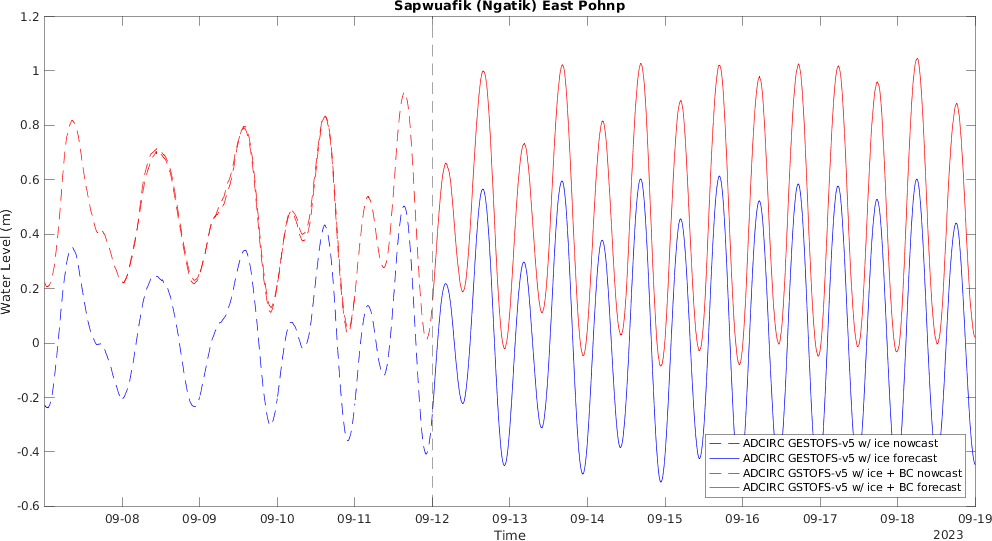 Sapwuafik (Ngatik) East Pohnp
1.2
1
0.8
0.6
0.4
0.2
0
-0.2
-0.4
-0.6
Water Level (m)
ADCIRC GESTOFS-v5 w/ ice nowcast
ADCIRC GESTOFS-v5 w/ ice forecast
ADCIRC GSTOFS-v5 w/ ice + BC nowcast
ADCIRC GSTOFS-v5 w/ ice + BC forecast
09-08 09-09 09-10 09-11 09-12 09-13 09-14 09-15 09-16 09-17 09-18 09-19
Time
2023